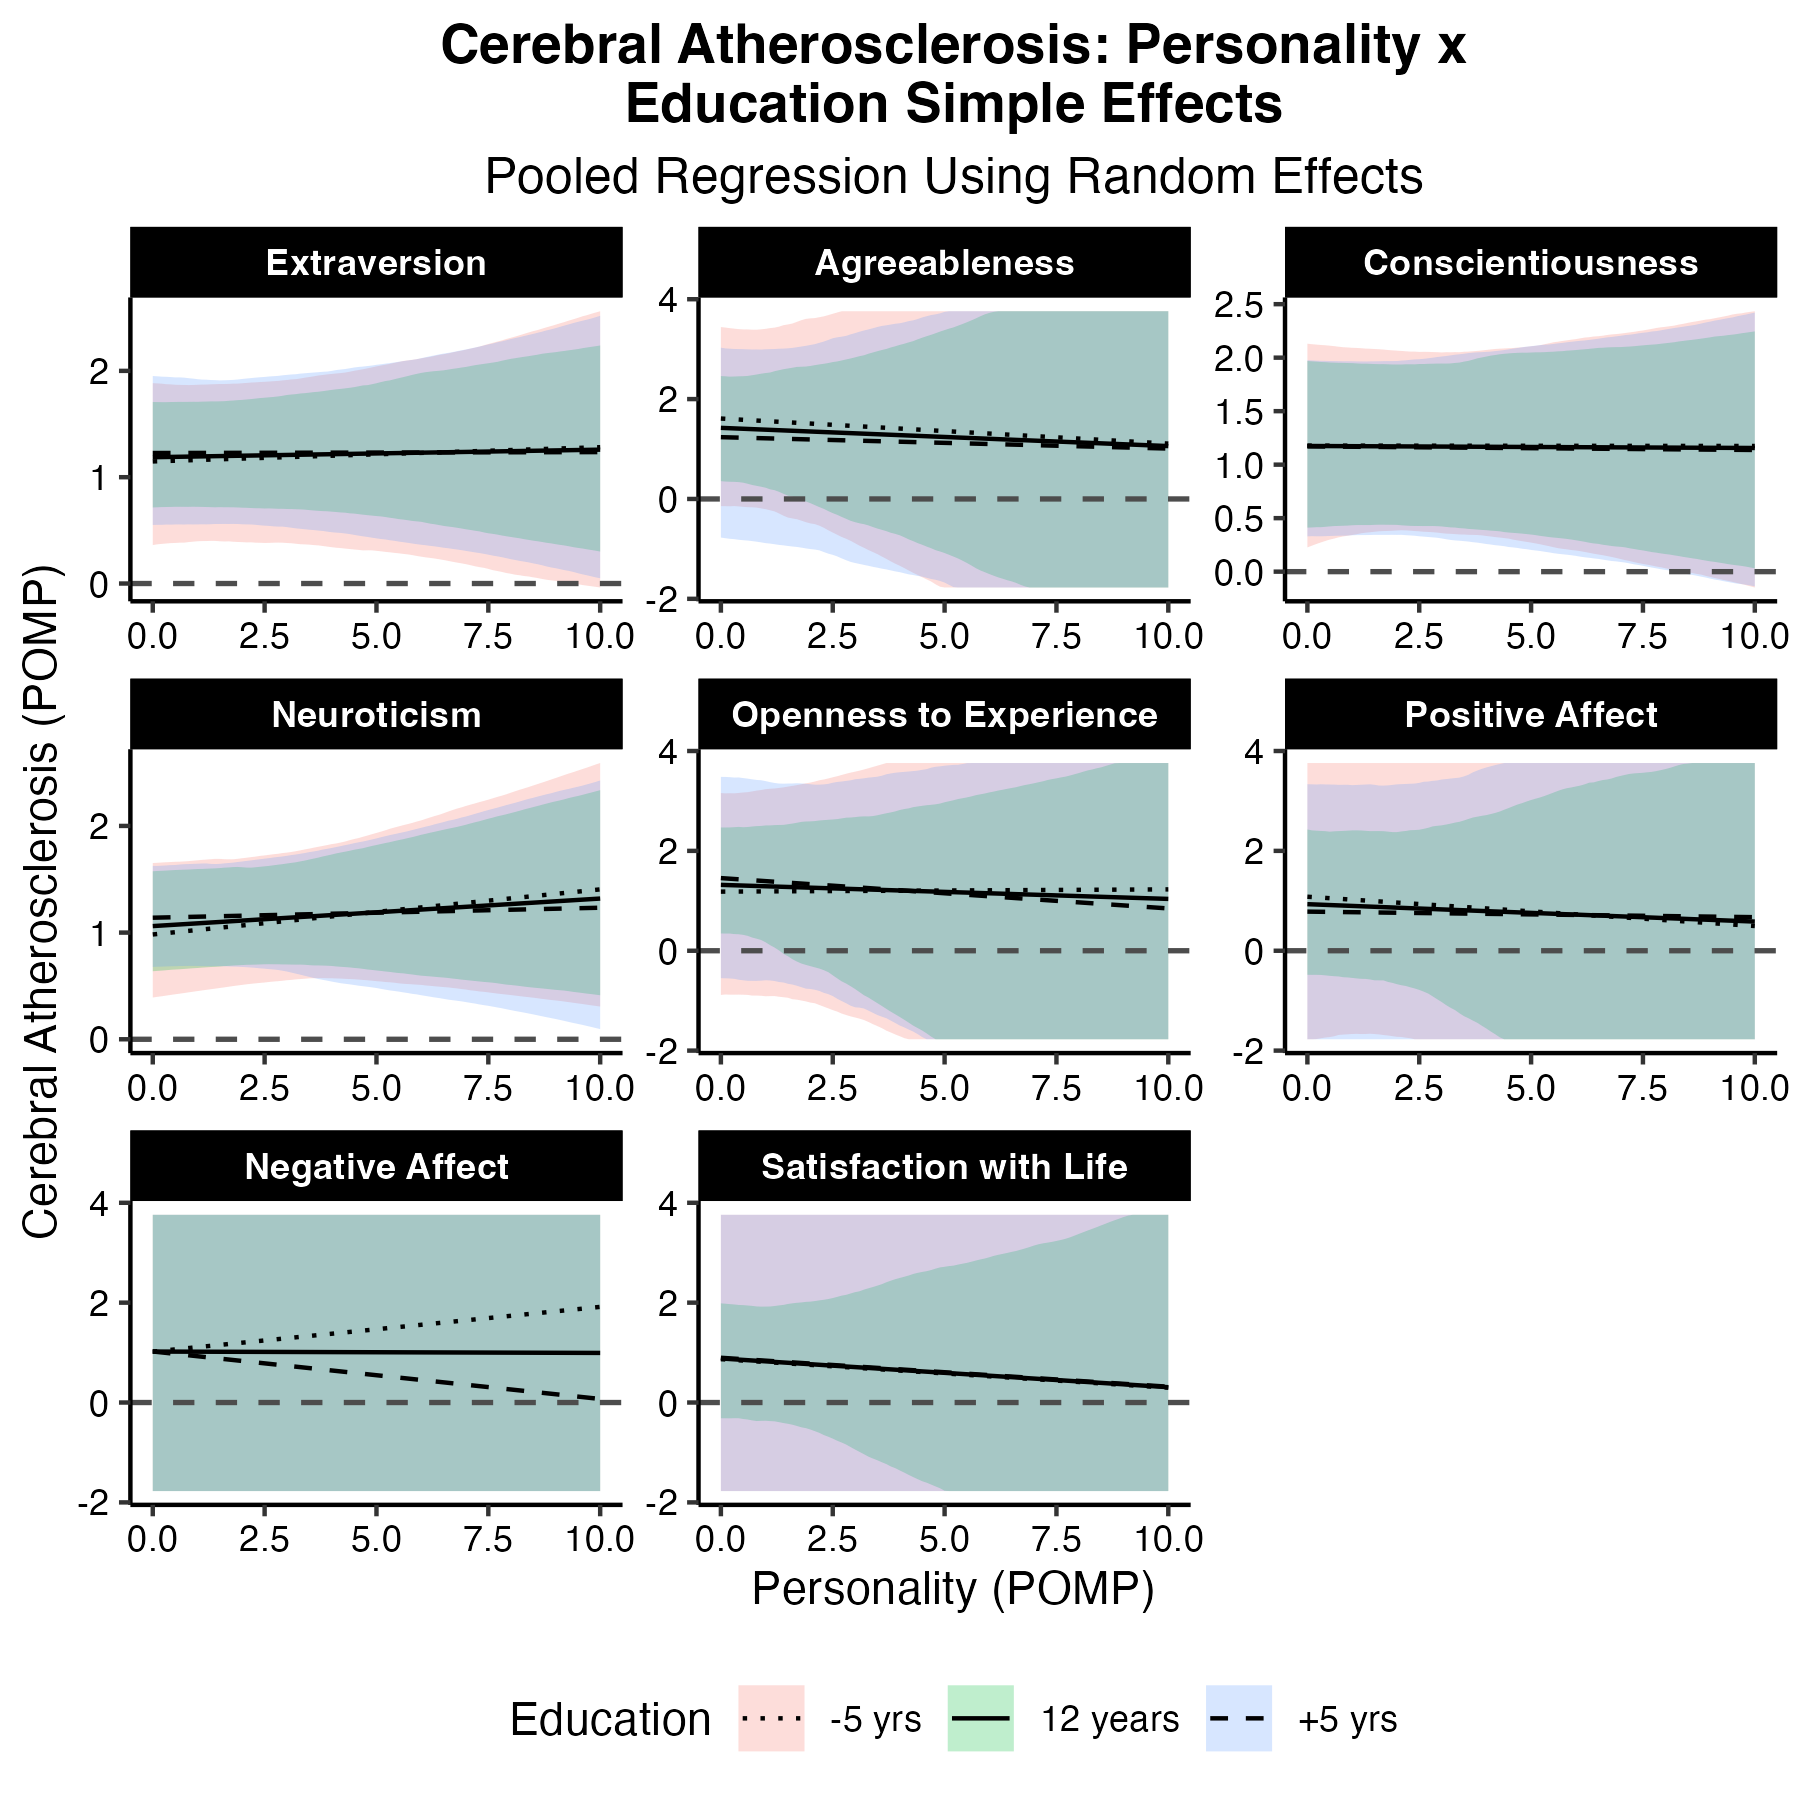 Cerebral Atherosclerosis: Personality x
Education Simple Effects
Pooled Regression Using Random Effects
Cerebral Atherosclerosis (POMP)
Extraversion
2
1
0
0.0 2.5 5.0 7.5 10.0
Agreeableness
4
2
0
-2
0.0 2.5 5.0 7.5 10.0
Conscientiousness
2.5
2.0
1.5
1.0
0.5
0.0
0.0 2.5 5.0 7.5 10.0
Neuroticism
2
1
0
0.0 2.5 5.0 7.5 10.0
Openness to Experience
4
2
0
-2
0.0 2.5 5.0 7.5 10.0
Positive Affect
4
2
0
-2
0.0 2.5 5.0 7.5 10.0
Negative Affect
4
2
0
-2
0.0 2.5 5.0 7.5 10.0
Satisfaction with Life
4
2
0
-2
0.0 2.5 5.0 7.5 10.0
Personality (POMP)
Education -5 yrs 12 years +5 yrs